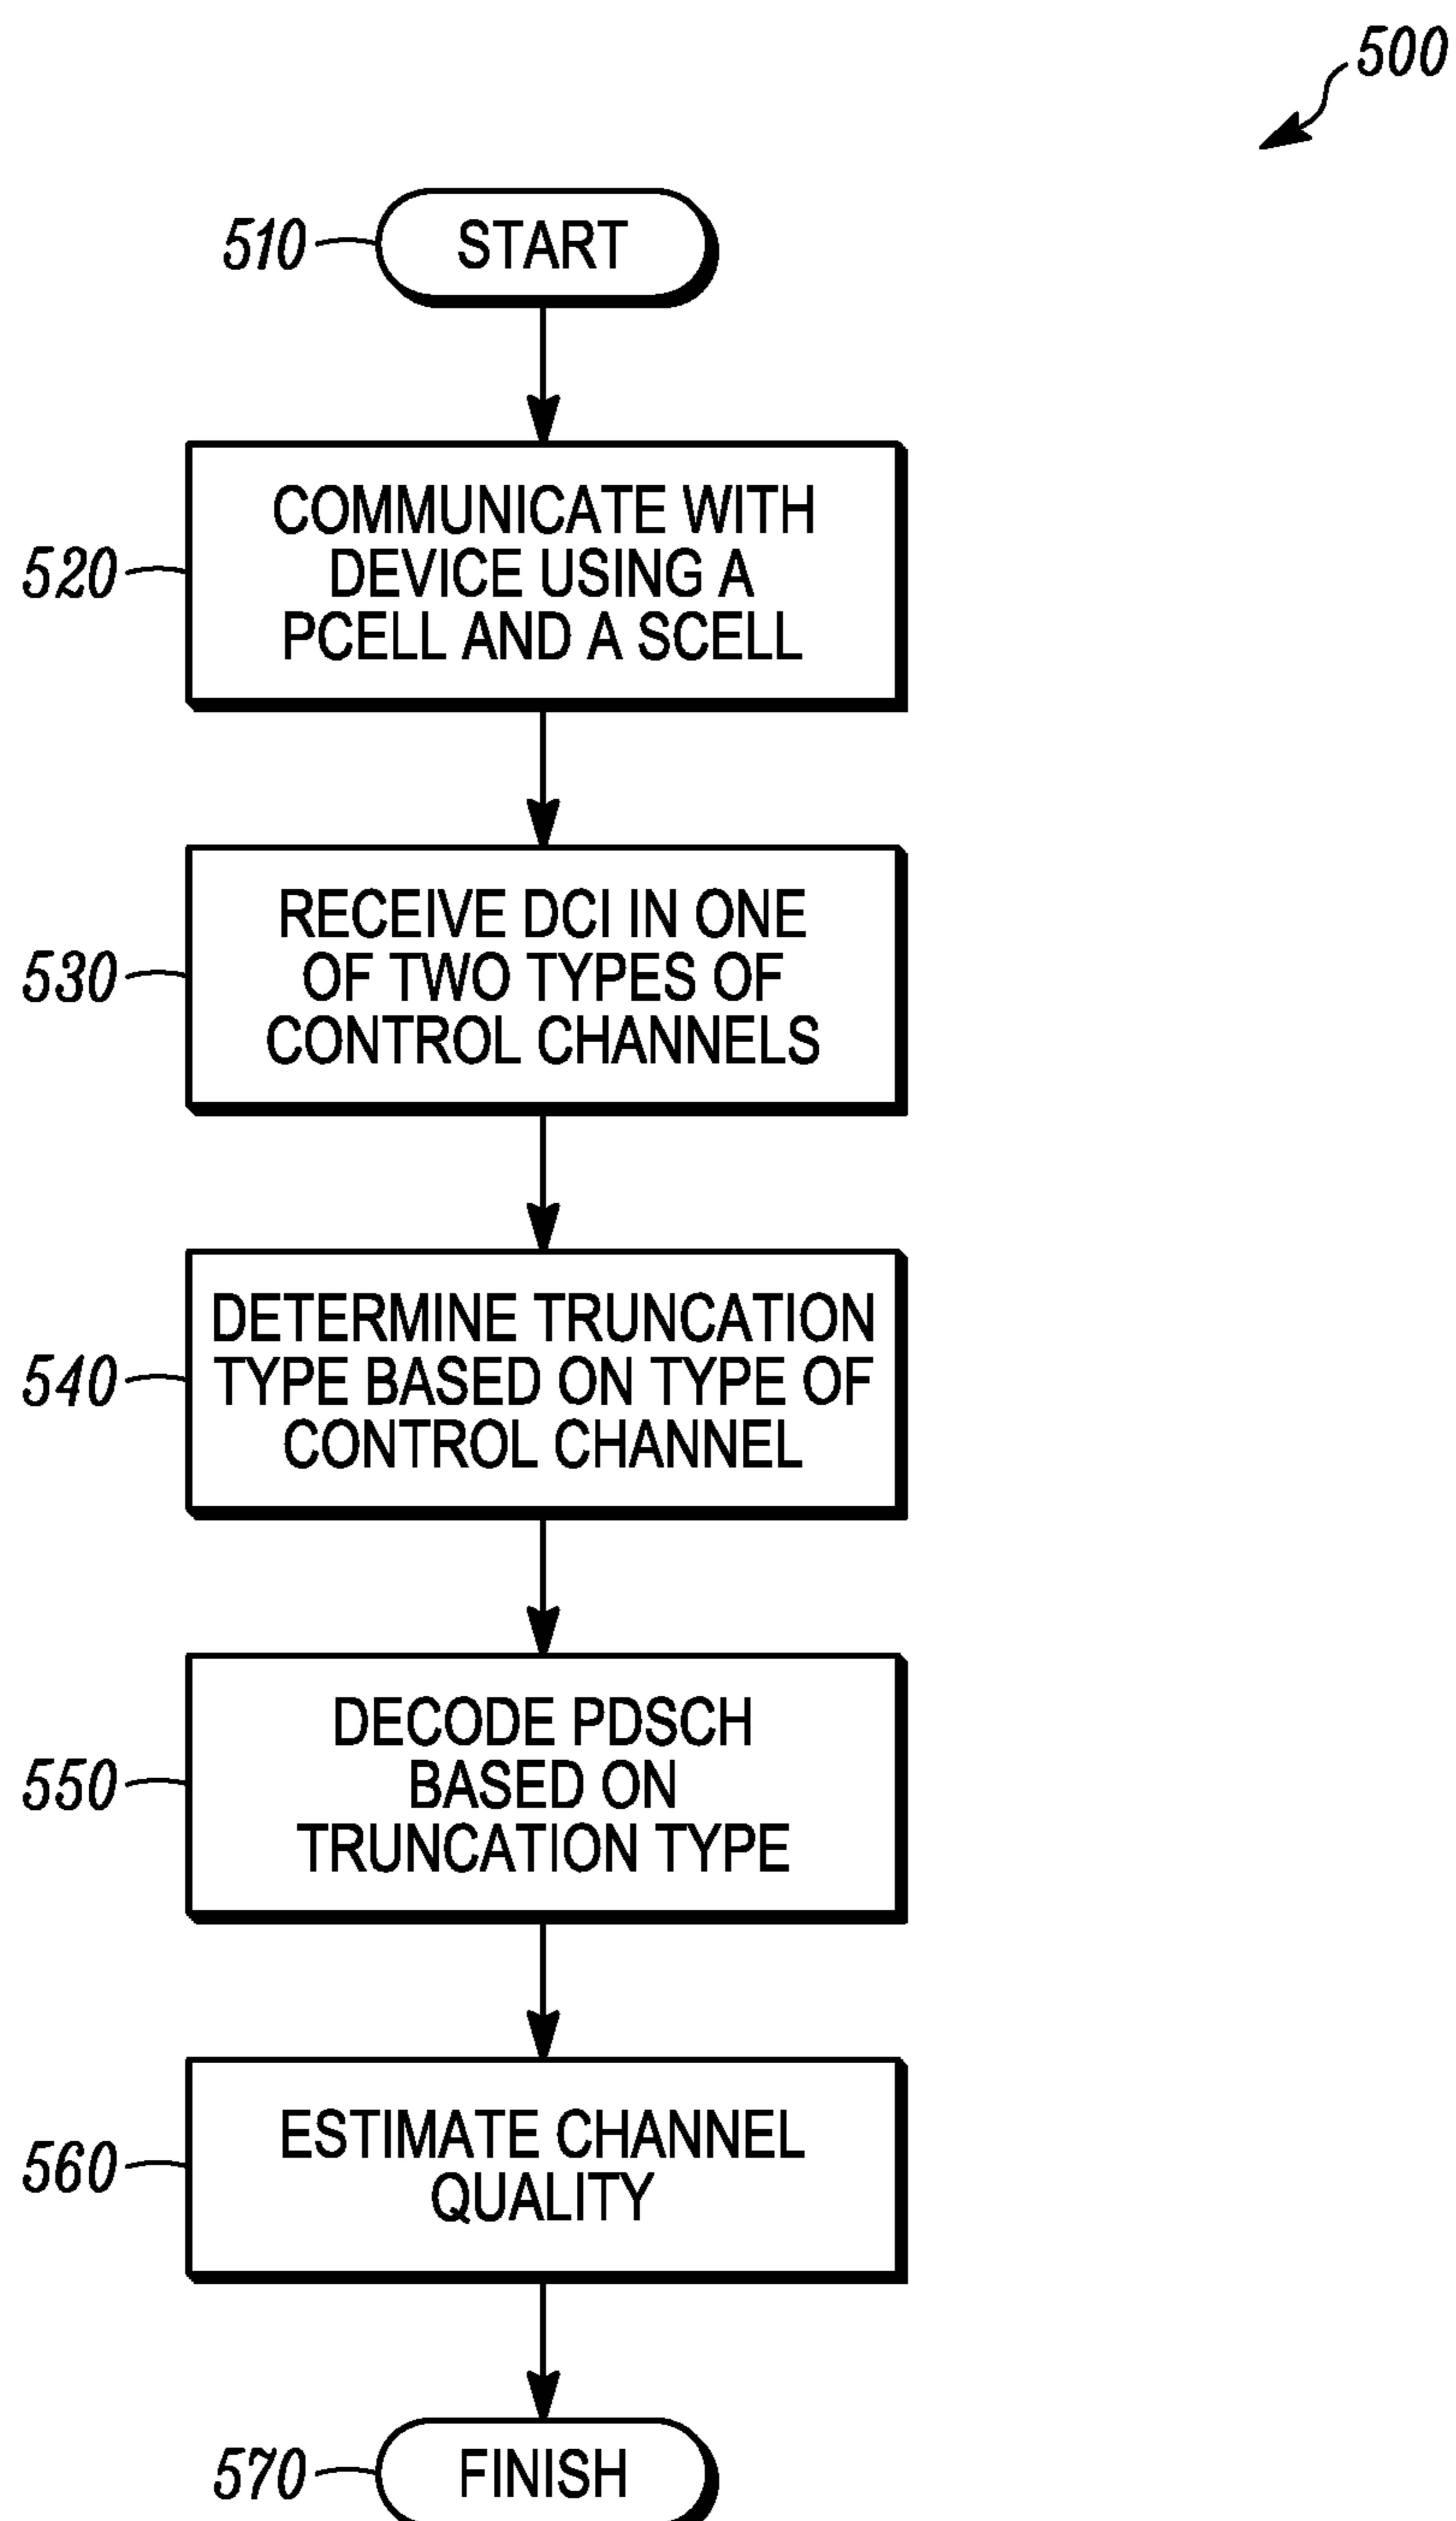 500
510
START
520
COMMUNICATE WITH
DEVICE USING A
PCELL AND A SCELL
530
RECEIVE DCI IN ONE
OF TWO TYPES OF
CONTROL CHANNELS
540
DETERMINE TRUNCATION
TYPE BASED ON TYPE OF
CONTROL CHANNEL
550
DECODE PDSCH
BASED ON
TRUNCATION TYPE
560
ESTIMATE CHANNEL
QUALITY
570
FINISH